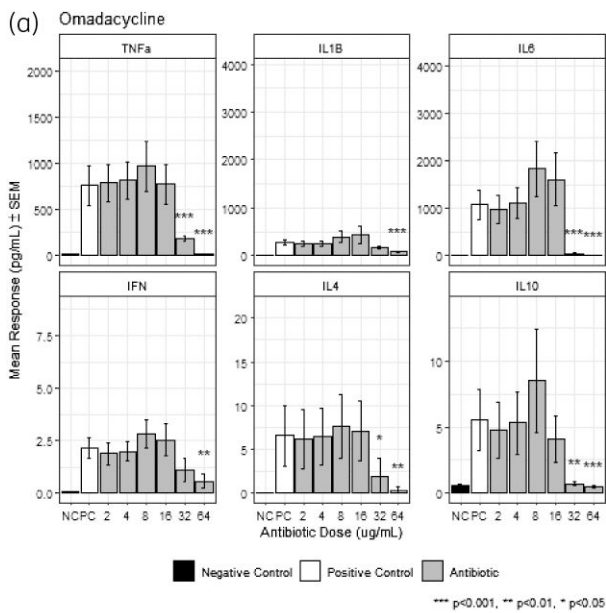 (a) Omadacycline
TNFa IL1B IL6
2000 4000 4000
1500 3000 3000
1000 2000 2000
500 1000 1000
0 0 0
*** *** *** *** ***
IFN IL4 IL10
7.5 20 10
5.0 15
2.5 10 5
0.0 5 0
0
** * ** ** ***
NC PC 2 4 8 16 32 64 NC PC 2 4 8 16 32 64 NC PC 2 4 8 16 32 64
Mean Response (pg/mL) ± SEM
Antibiotic Dose (ug/mL)
Negative Control Positive Control Antibiotic
*** p<0.001, ** p<0.01, * p<0.05